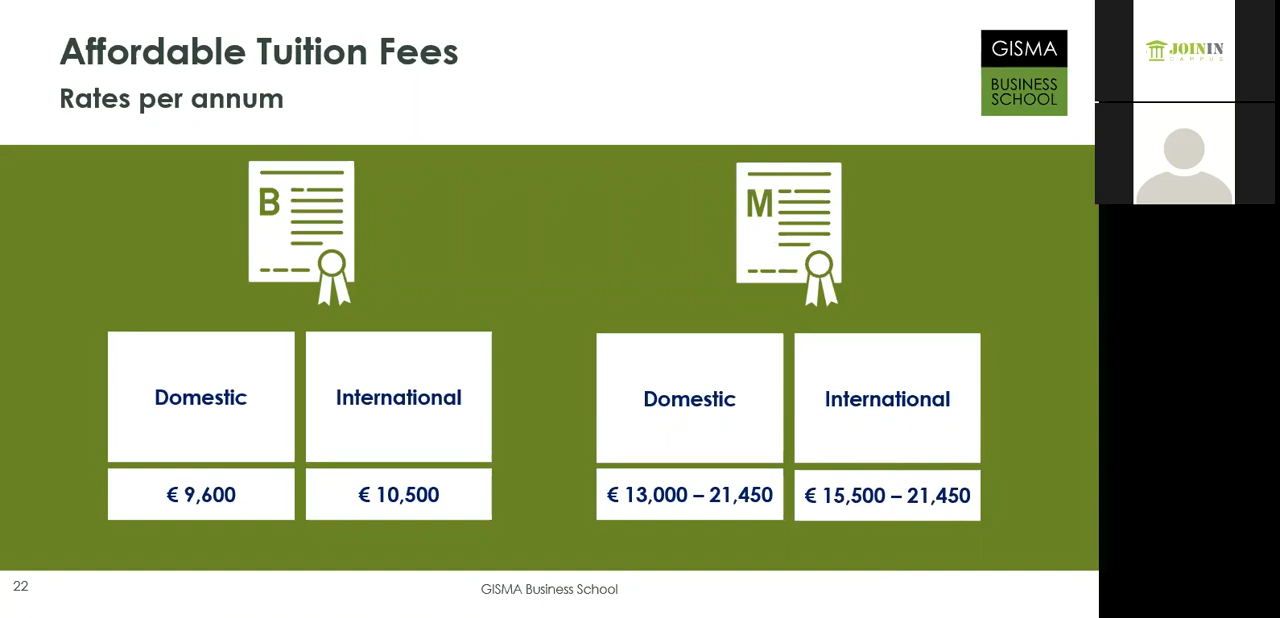 Affordable Tuition Fees
Rates per annum
GISMA
BUSINESS
SCHOOL
JOININ
CAMPUS
B
M
Domestic
International
Domestic
International
€ 9,600
€ 10,500
€ 13,000 – 21,450
€ 15,500 – 21,450
22
GISMA Business School